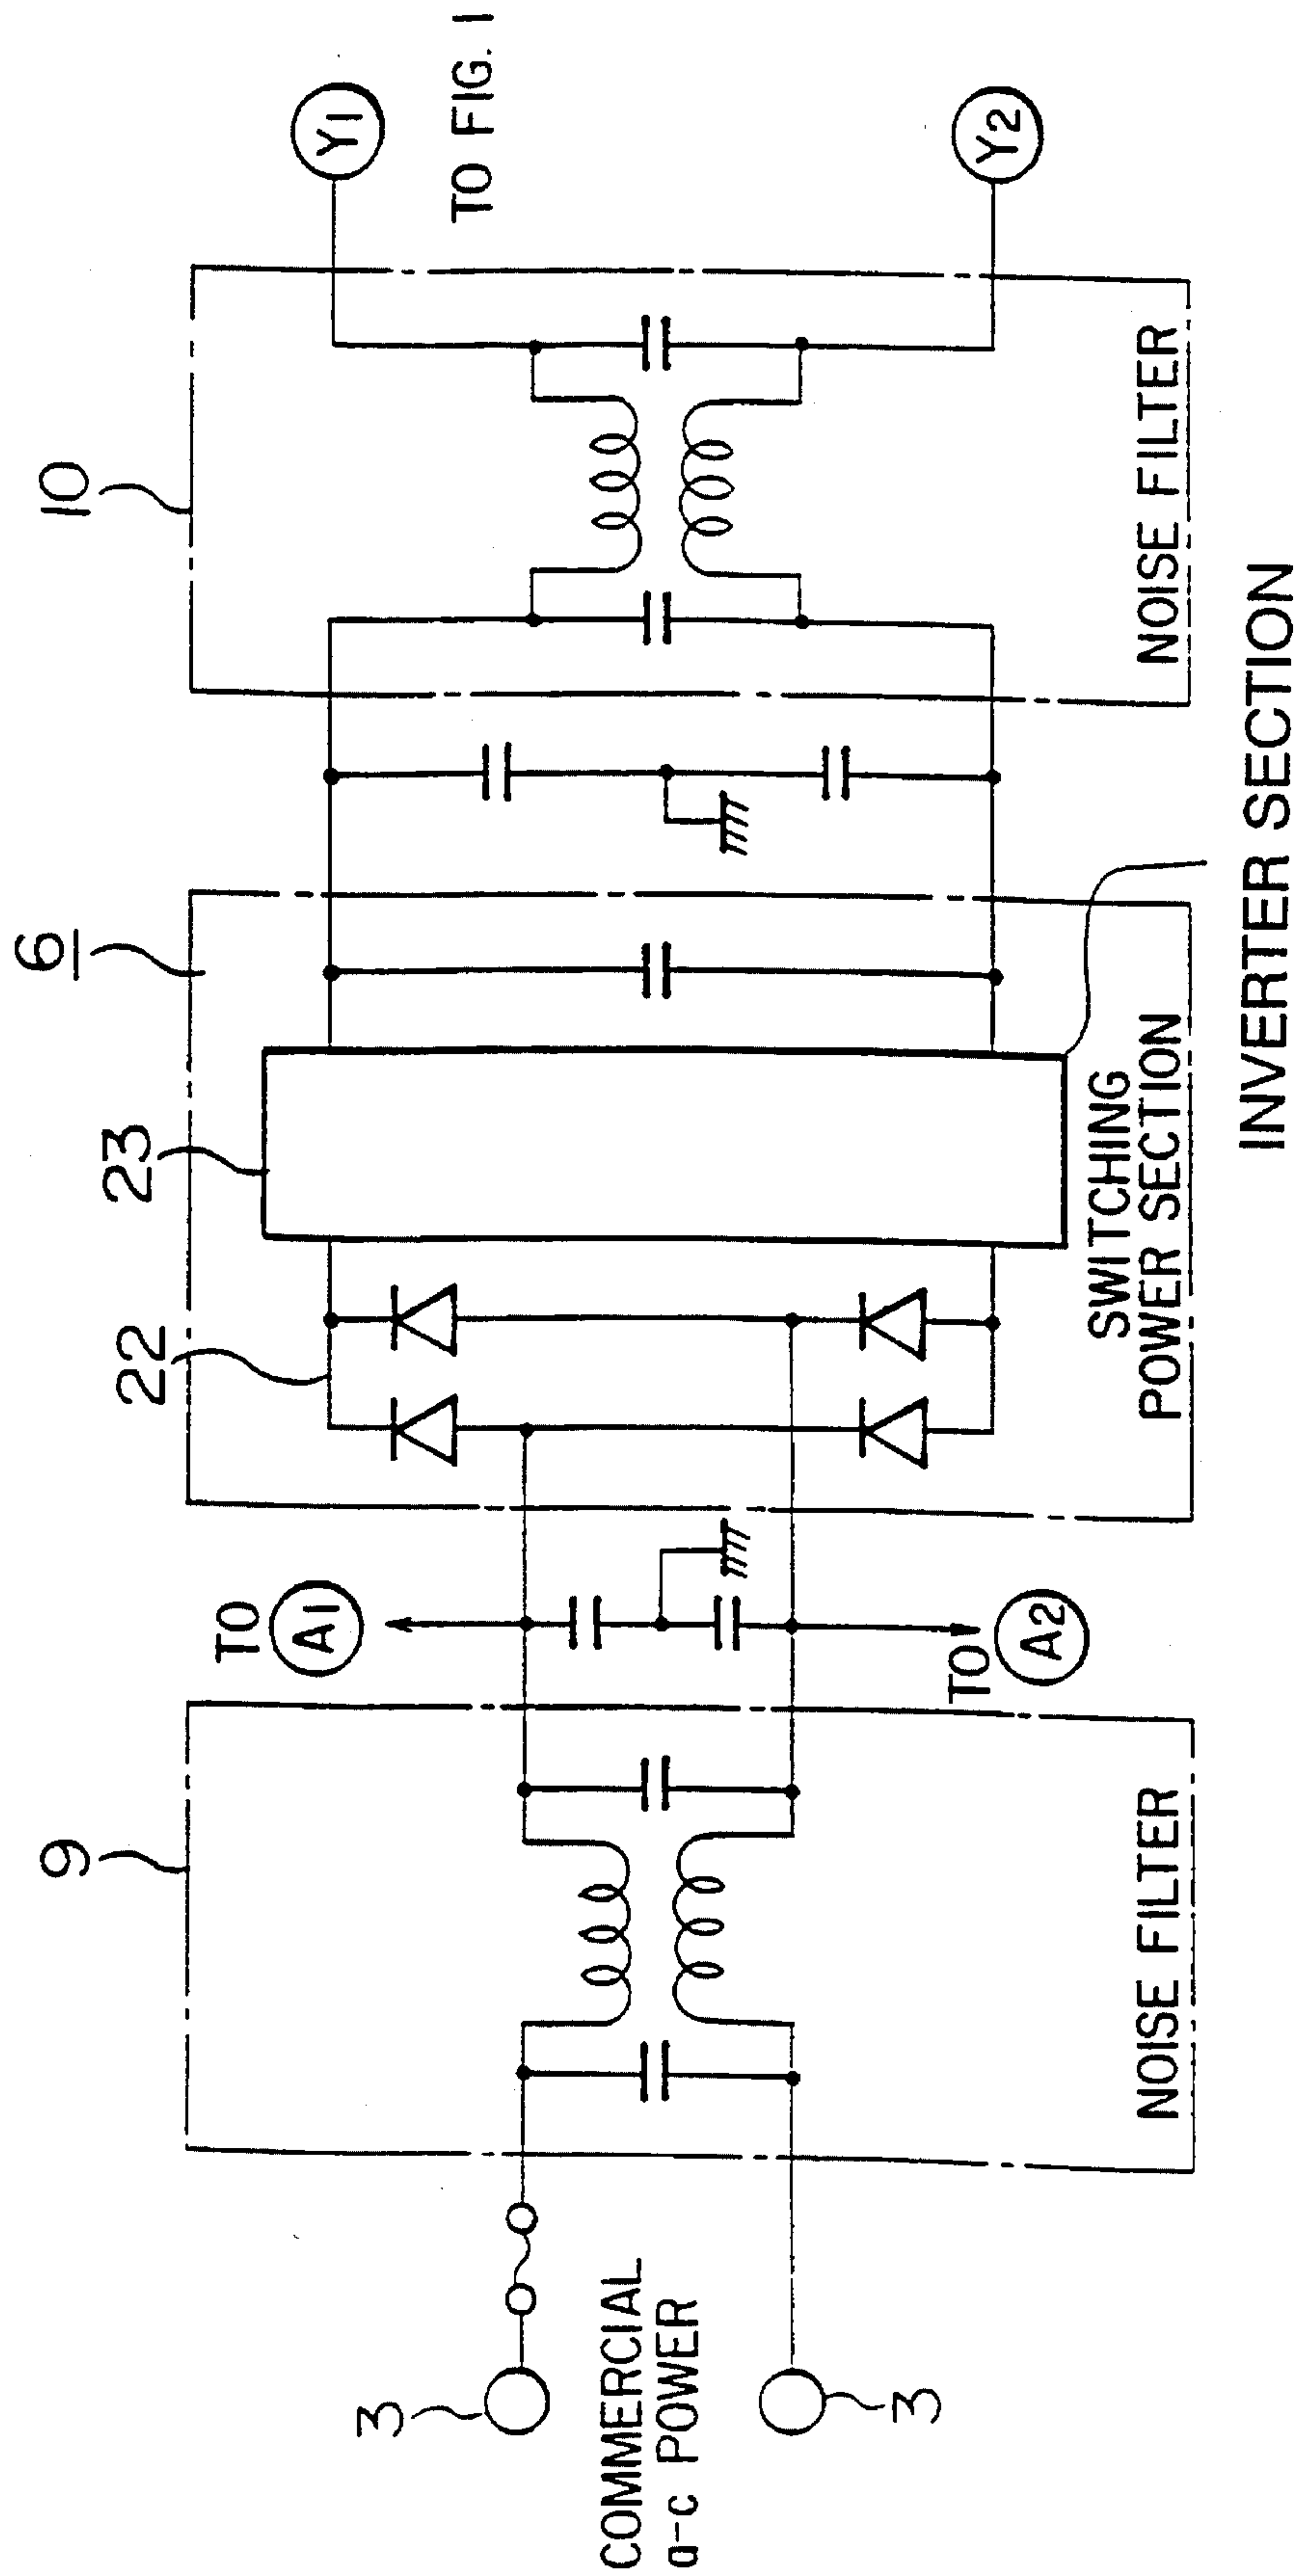 3
3
COMMERCIAL
a-c POWER
9
NOISE FILTER
TO
A1
TO
A2
6
22
23
SWITCHING
POWER SECTION
INVERTER SECTION
10
NOISE FILTER
Y1
TO FIG. 1
Y2